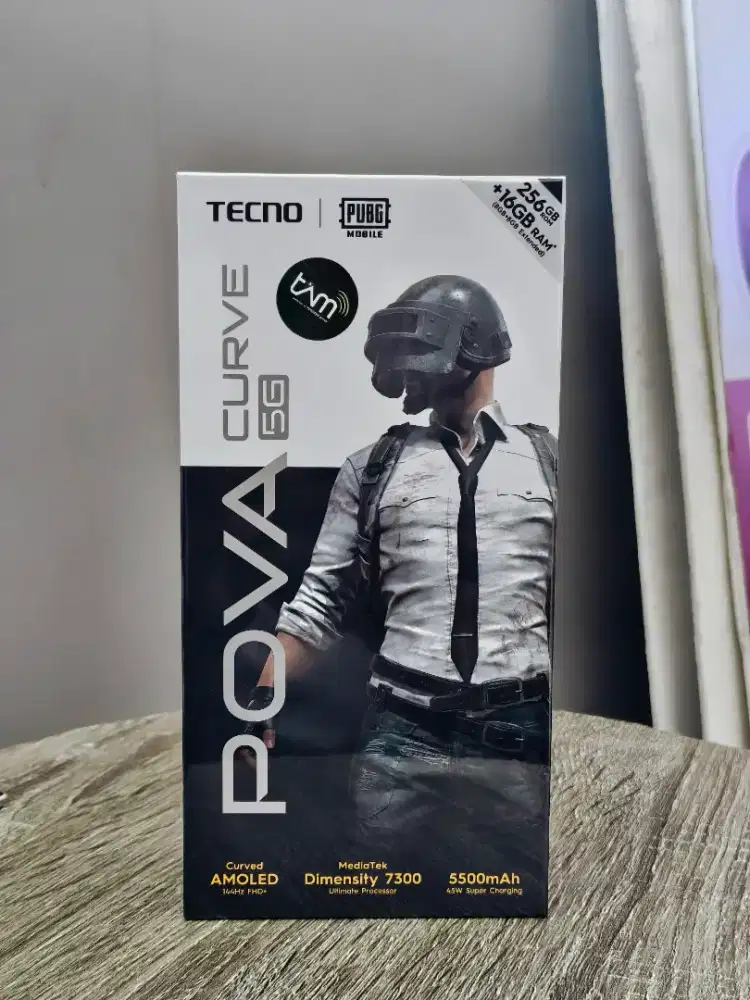 TECNO | PUBG
MOBILE
256GB ROM
+16GB RAM*
(8GB+8GB Extended)
tAM
POVA CURVE 5G
Curved
AMOLED
144Hz FHD+
MediaTek
Dimensity 7300
Ultimate Processor
5500mAh
45W Super Charging